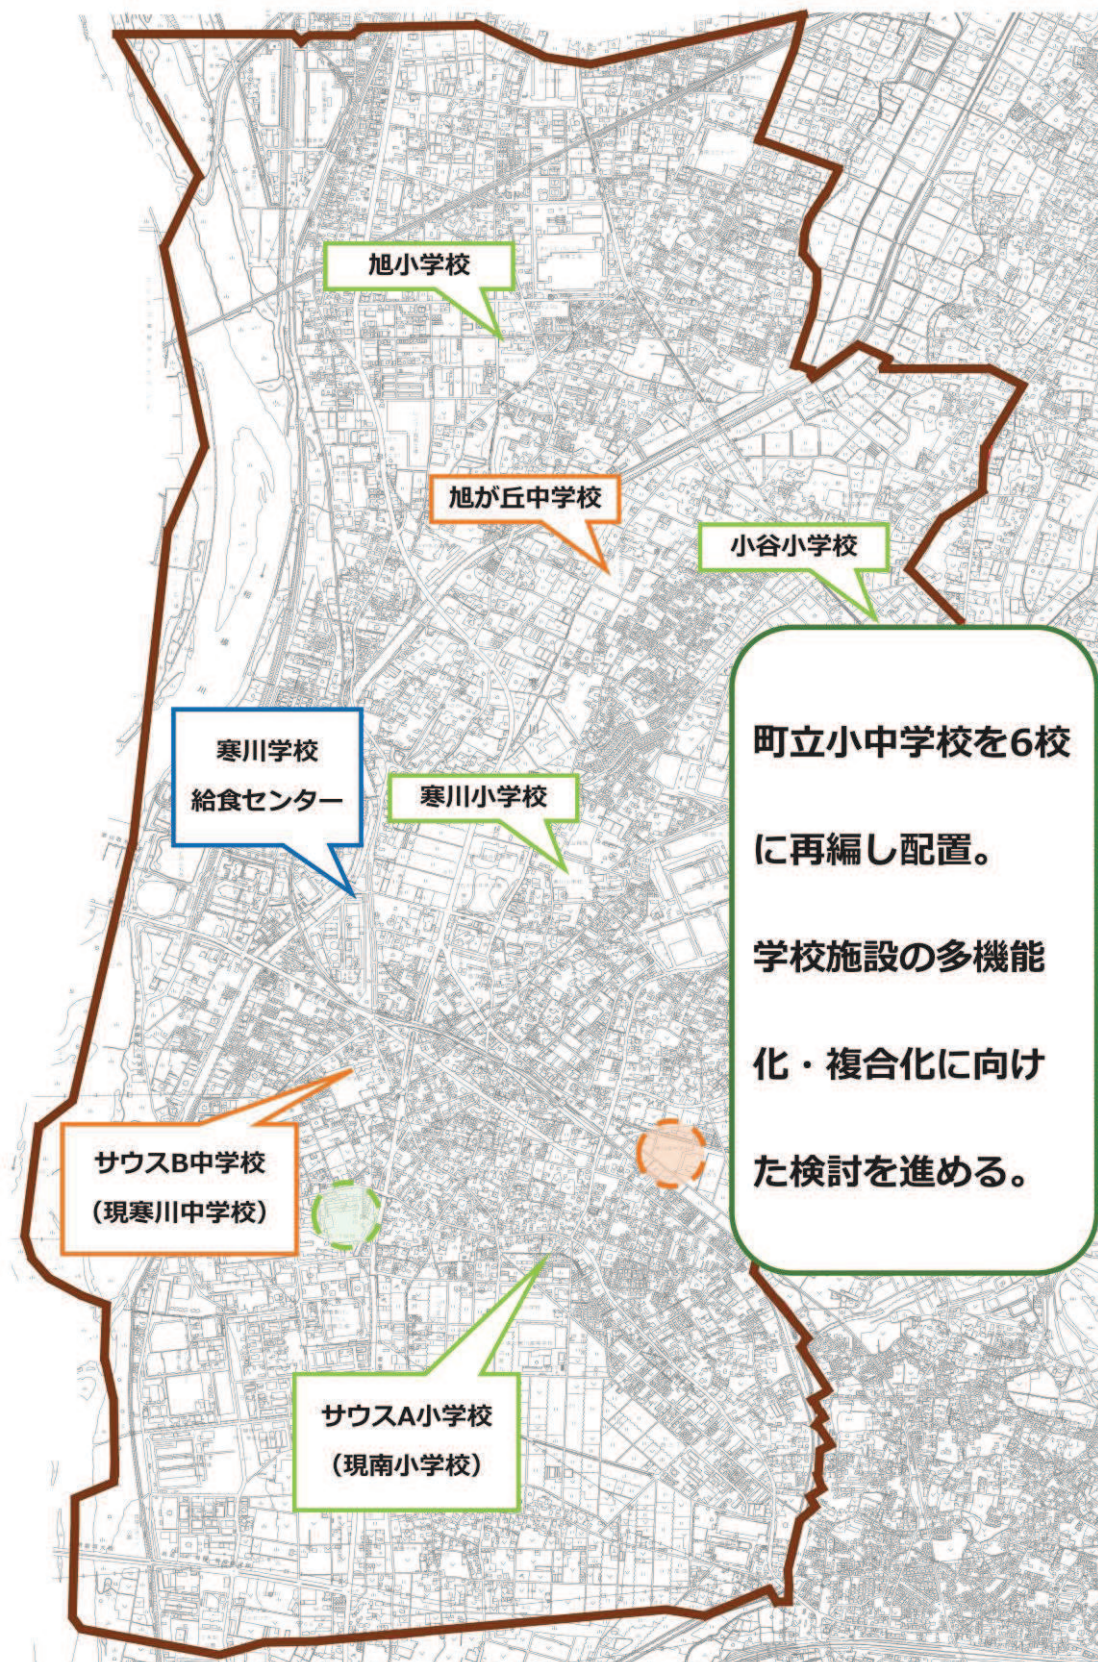 旭小学校
旭が丘中学校
小谷小学校
寒川学校
給食センター
寒川小学校
町立小中学校を6校
に再編し配置。
学校施設の多機能
化・複合化に向け
た検討を進める。
サウスB中学校
（現寒川中学校）
サウスA小学校
（現南小学校）